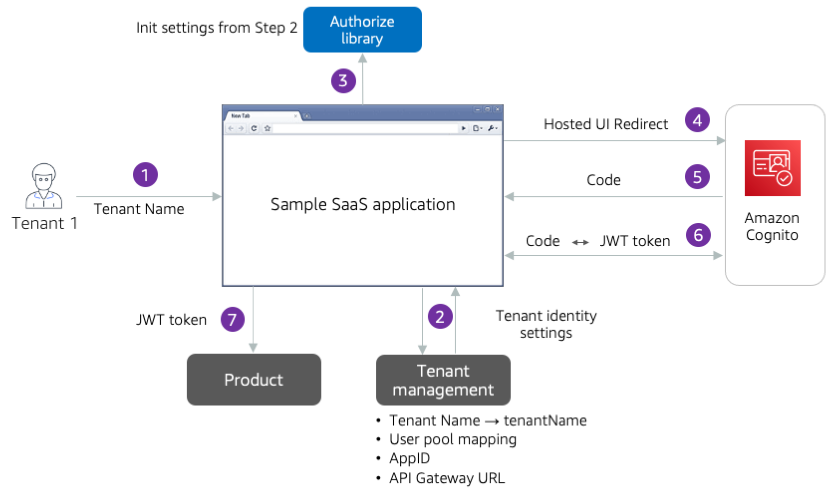 Init settings from Step 2
Authorize
library
3
New Tab
Hosted UI Redirect
4
1
Code
5
Sample SaaS application
Tenant Name
Tenant 1
Amazon
Cognito
Code ↔ JWT token
6
JWT token
7
2
Tenant identity
settings
Product
Tenant
management
• Tenant Name → tenantName
• User pool mapping
• AppID
• API Gateway URL